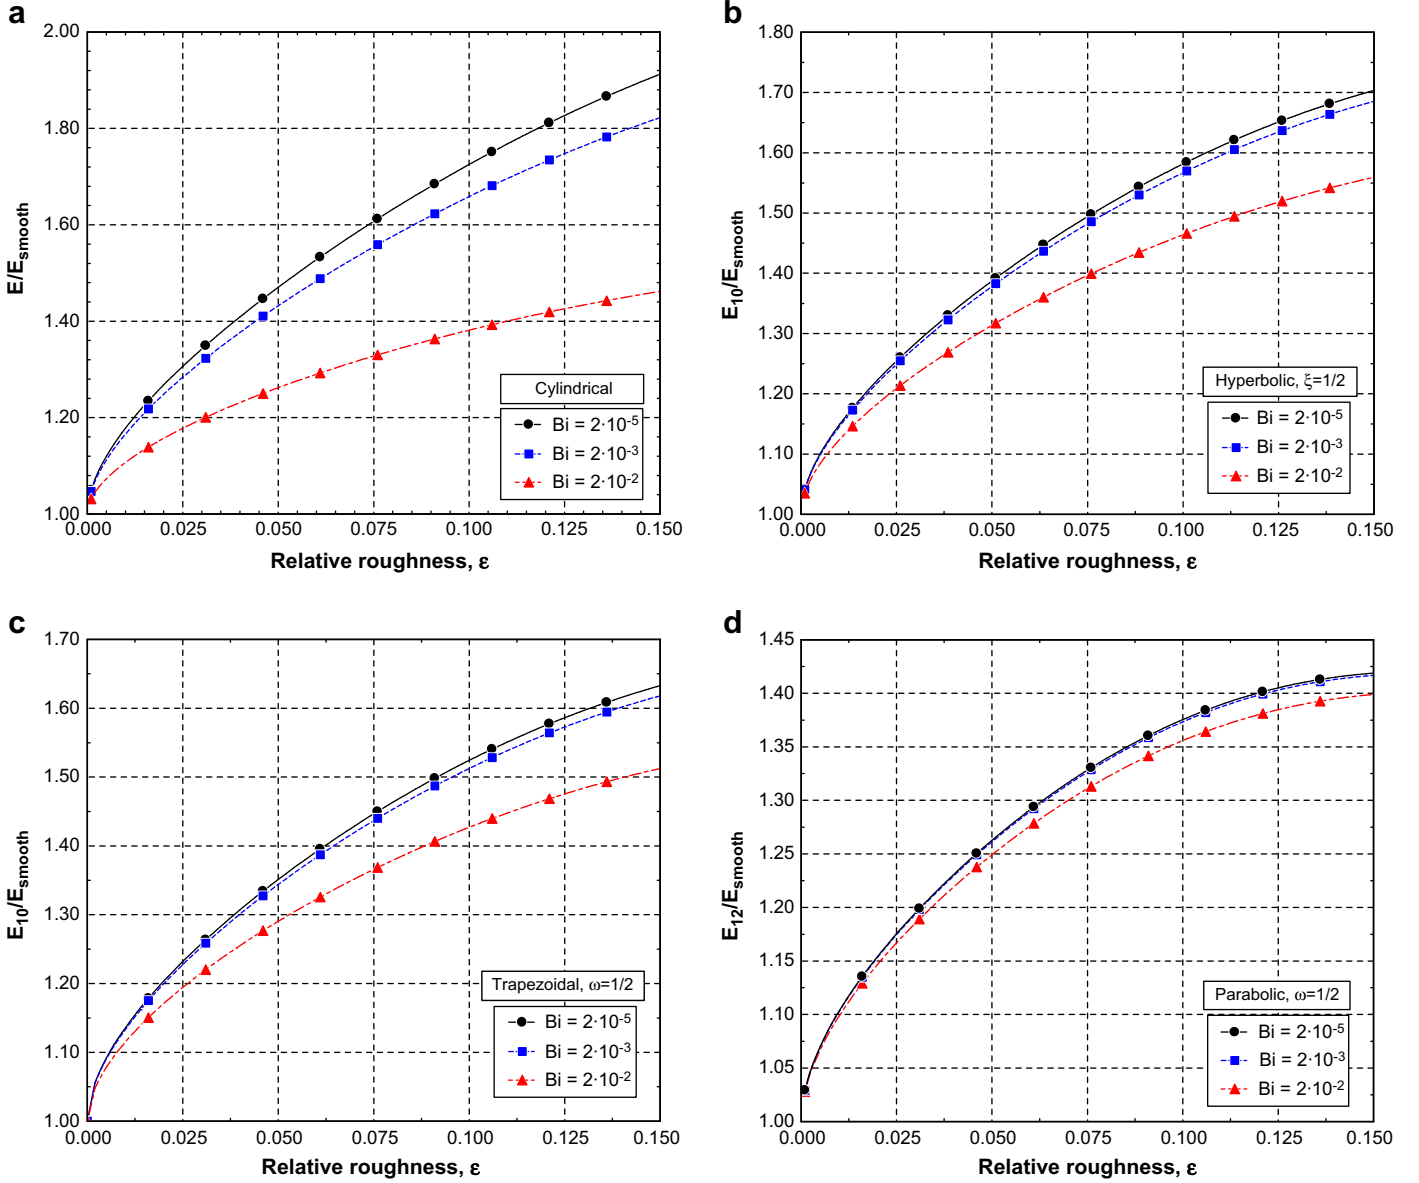 a
2.00
1.80
1.60
1.40
1.20
1.00
E/E_smooth
Cylindrical
Bi = 2·10^-5
Bi = 2·10^-3
Bi = 2·10^-2
0.000 0.025 0.050 0.075 0.100 0.125 0.150
Relative roughness, ε
b
1.80
1.70
1.60
1.50
1.40
1.30
1.20
1.10
1.00
E_10/E_smooth
Hyperbolic, ξ=1/2
Bi = 2·10^-5
Bi = 2·10^-3
Bi = 2·10^-2
0.000 0.025 0.050 0.075 0.100 0.125 0.150
Relative roughness, ε
c
1.70
1.60
1.50
1.40
1.30
1.20
1.10
1.00
E_10/E_smooth
Trapezoidal, ω=1/2
Bi = 2·10^-5
Bi = 2·10^-3
Bi = 2·10^-2
0.000 0.025 0.050 0.075 0.100 0.125 0.150
Relative roughness, ε
d
1.45
1.40
1.35
1.30
1.25
1.20
1.15
1.10
1.05
1.00
E_12/E_smooth
Parabolic, ω=1/2
Bi = 2·10^-5
Bi = 2·10^-3
Bi = 2·10^-2
0.000 0.025 0.050 0.075 0.100 0.125 0.150
Relative roughness, ε